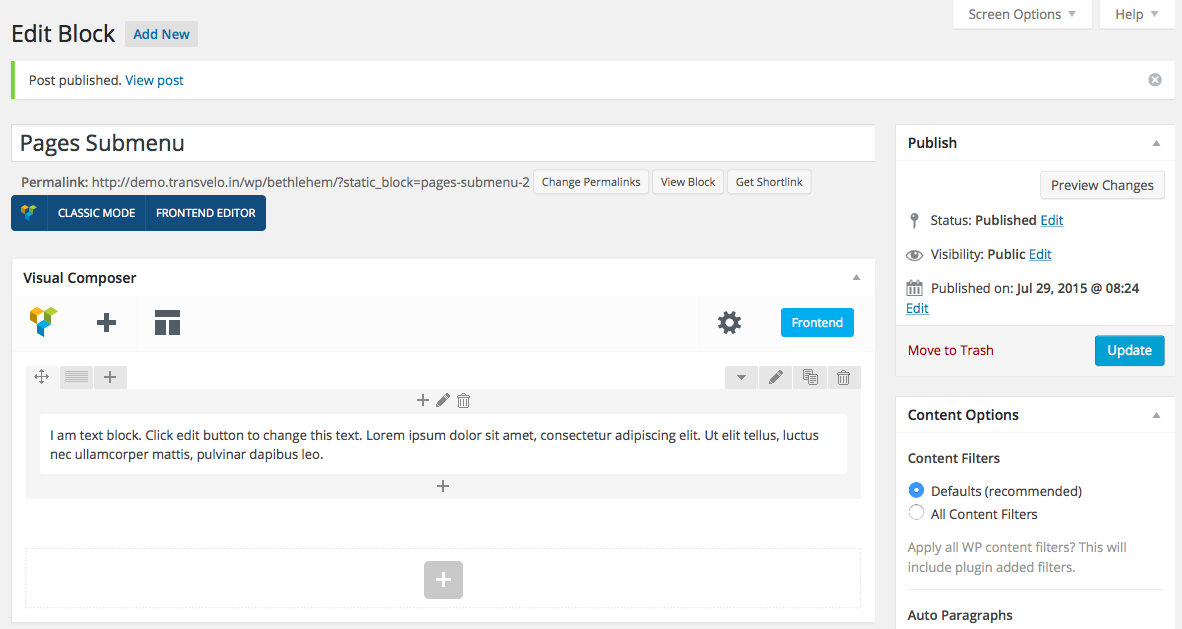 Screen Options
Help
Edit Block
Add New
Post published. View post
Pages Submenu
Permalink: http://demo.transvelo.in/wp/bethlehem/?static_block=pages-submenu-2
Change Permalinks
View Block
Get Shortlink
CLASSIC MODE
FRONTEND EDITOR
Visual Composer
Frontend
I am text block. Click edit button to change this text. Lorem ipsum dolor sit amet, consectetur adipiscing elit. Ut elit tellus, luctus
nec ullamcorper mattis, pulvinar dapibus leo.
Publish
Preview Changes
Status: Published Edit
Visibility: Public Edit
Published on: Jul 29, 2015 @ 08:24
Edit
Move to Trash
Update
Content Options
Content Filters
Defaults (recommended)
All Content Filters
Apply all WP content filters? This will
include plugin added filters.
Auto Paragraphs